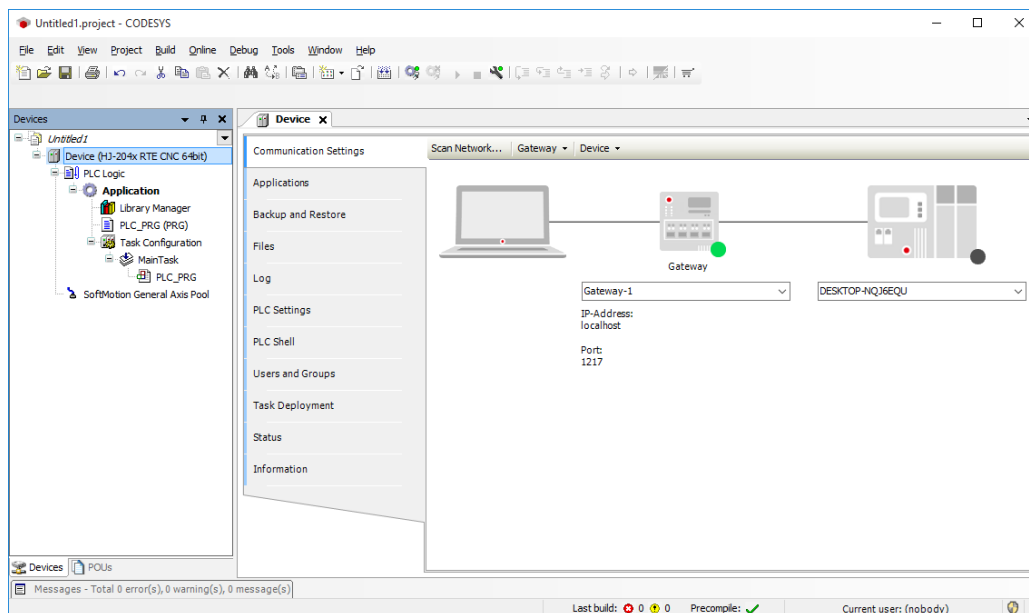 Untitled1.project - CODESYS
File Edit View Project Build Online Debug Tools Window Help
Devices
Untitled1
Device (HJ-204x RTE CNC 64bit)
PLC Logic
Application
Library Manager
PLC_PRG (PRG)
Task Configuration
MainTask
PLC_PRG
SoftMotion General Axis Pool
Devices
POUs
Device
Communication Settings
Applications
Backup and Restore
Files
Log
PLC Settings
PLC Shell
Users and Groups
Task Deployment
Status
Information
Scan Network... Gateway Device
Gateway
Gateway-1
DESKTOP-NQJ6EQU
IP-Address:
localhost
Port:
1217
Messages - Total 0 error(s), 0 warning(s), 0 message(s)
Last build: 0 0 Precompile: Current user: (nobody)